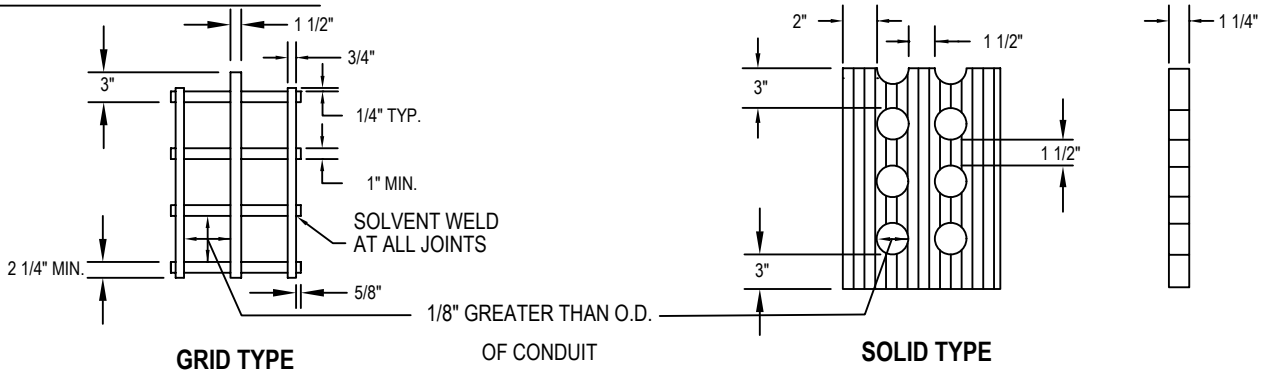 1 1/2"
3/4"
3"
1/4" TYP.
1" MIN.
SOLVENT WELD
AT ALL JOINTS
2 1/4" MIN.
5/8"
1/8" GREATER THAN O.D.
OF CONDUIT
GRID TYPE
2"
1 1/2"
3"
1 1/2"
3"
SOLID TYPE
1 1/4"